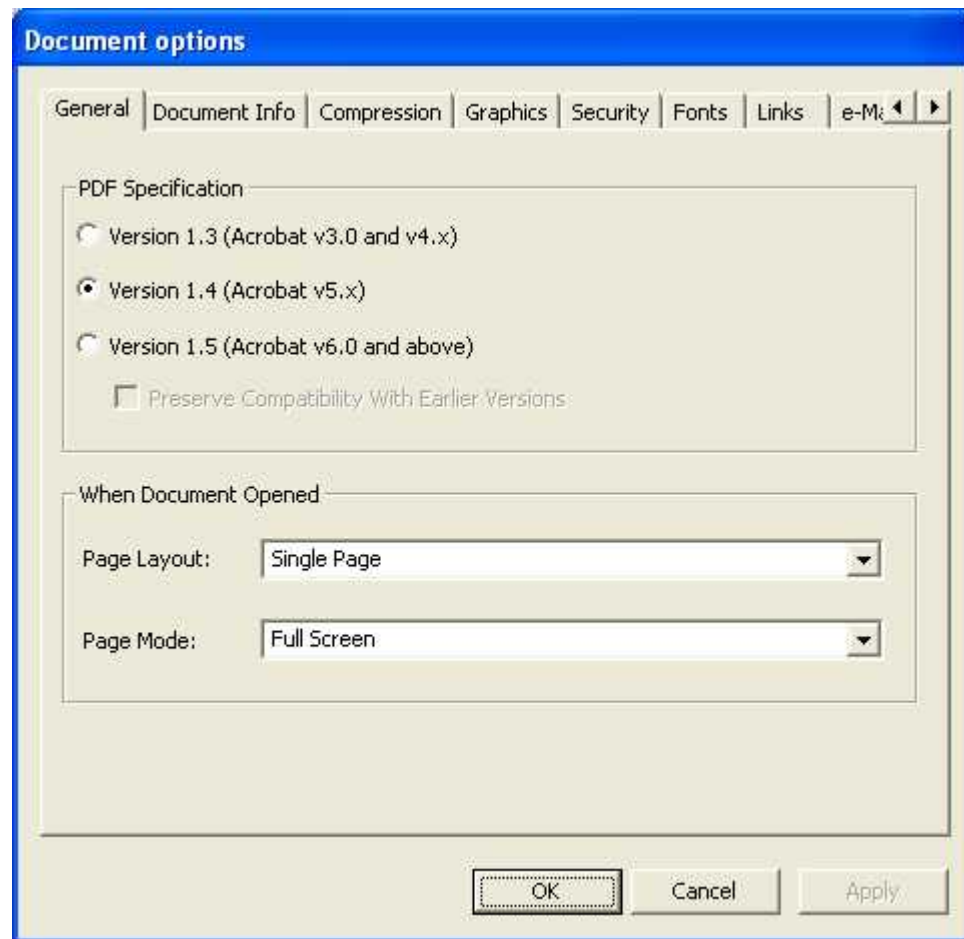 Document options
General Document Info Compression Graphics Security Fonts Links e-Ma
PDF Specification
Version 1.3 (Acrobat v3.0 and v4.x)
Version 1.4 (Acrobat v5.x)
Version 1.5 (Acrobat v6.0 and above)
Preserve Compatibility With Earlier Versions
When Document Opened
Page Layout: Single Page
Page Mode: Full Screen
OK Cancel Apply